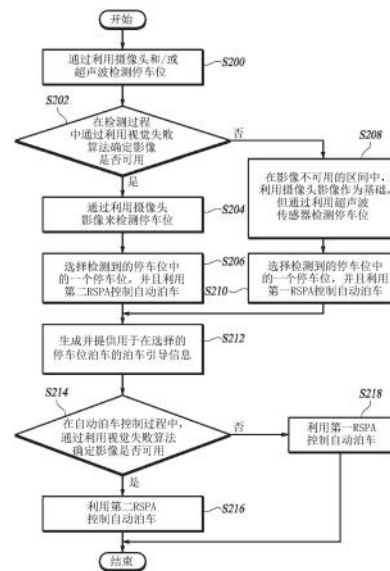 开始
通过利用摄像头和/或
超声波检测停车位
S200
S202
在检测过程
中通过利用视觉失败
算法确定影像
是否可用
否
是
S208
在影像不可用的区间中,
利用摄像头影像作为基础,
但通过利用超声波
传感器检测停车位
S204
通过利用摄像头
影像来检测停车位
S206
选择检测到的停车位中
的一个停车位，并且利用
第二RSPA控制自动泊车
S210
选择检测到的停车位中
的一个停车位，并且利用
第一RSPA控制自动泊车
S212
生成并提供用于在选择的
停车位泊车的泊车引导信息
S214
在自动泊车控制过程中，
通过利用视觉失败算法
确定影像是否可用
否
是
S218
利用第一RSPA
控制自动泊车
S216
利用第二RSPA
控制自动泊车
结束